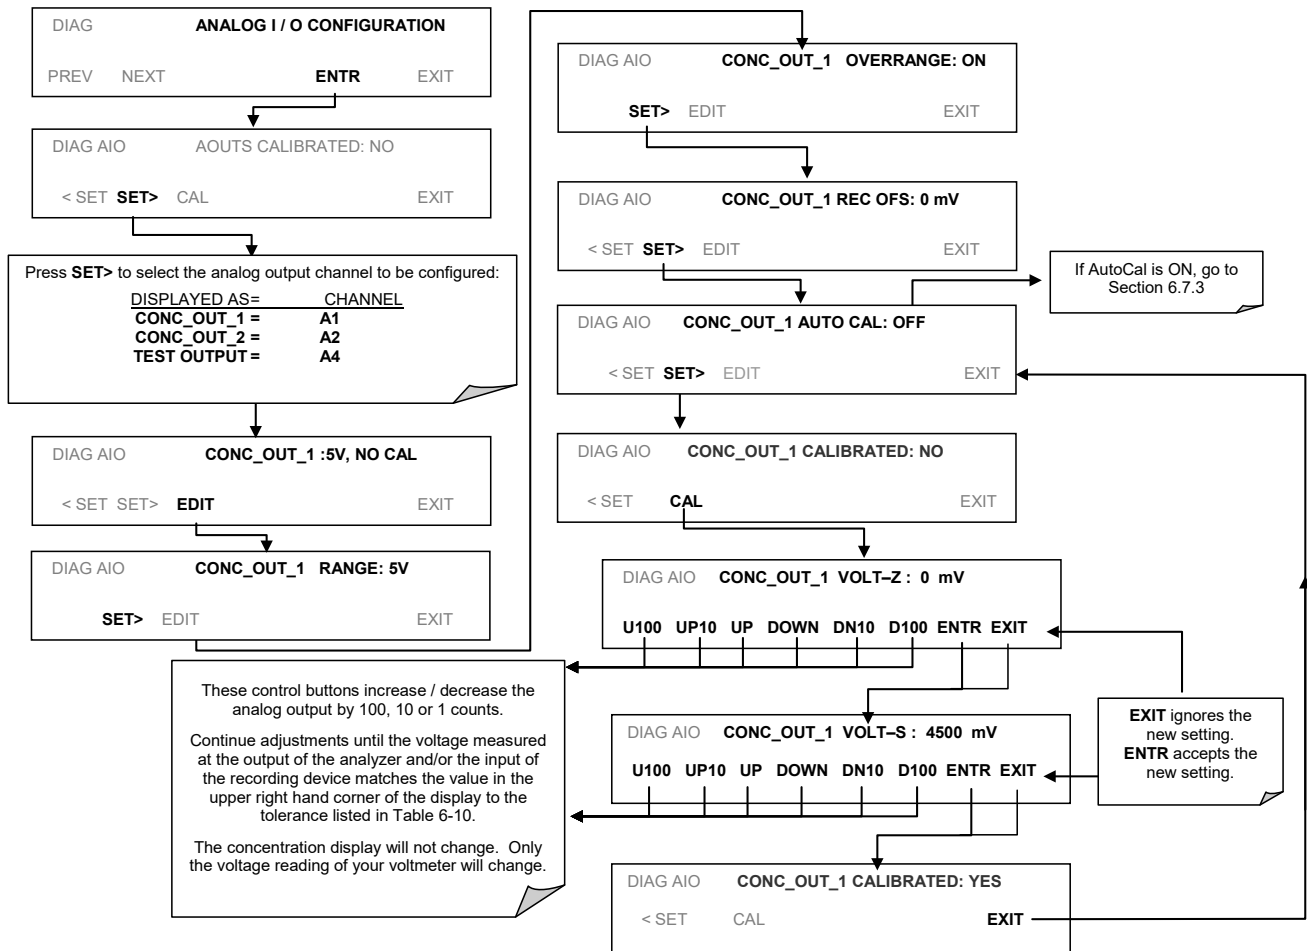 DIAG ANALOG I / O CONFIGURATION
PREV NEXT ENTR EXIT
DIAG AIO AOUTS CALIBRATED: NO
< SET SET> CAL EXIT
Press SET> to select the analog output channel to be configured:
DISPLAYED AS= CHANNEL
CONC_OUT_1 = A1
CONC_OUT_2 = A2
TEST OUTPUT = A4
DIAG AIO CONC_OUT_1 :5V, NO CAL
< SET SET> EDIT EXIT
DIAG AIO CONC_OUT_1 RANGE: 5V
SET> EDIT EXIT
These control buttons increase / decrease the
analog output by 100, 10 or 1 counts.
Continue adjustments until the voltage measured
at the output of the analyzer and/or the input of
the recording device matches the value in the
upper right hand corner of the display to the
tolerance listed in Table 6-10.
The concentration display will not change. Only
the voltage reading of your voltmeter will change.
DIAG AIO CONC_OUT_1 OVERRANGE: ON
SET> EDIT EXIT
DIAG AIO CONC_OUT_1 REC OFS: 0 mV
< SET SET> EDIT EXIT
If AutoCal is ON, go to
Section 6.7.3
DIAG AIO CONC_OUT_1 AUTO CAL: OFF
< SET SET> EDIT EXIT
DIAG AIO CONC_OUT_1 CALIBRATED: NO
< SET CAL EXIT
DIAG AIO CONC_OUT_1 VOLT–Z : 0 mV
U100 UP10 UP DOWN DN10 D100 ENTR EXIT
EXIT ignores the
new setting.
ENTR accepts the
new setting.
DIAG AIO CONC_OUT_1 VOLT–S : 4500 mV
U100 UP10 UP DOWN DN10 D100 ENTR EXIT
DIAG AIO CONC_OUT_1 CALIBRATED: YES
< SET CAL EXIT